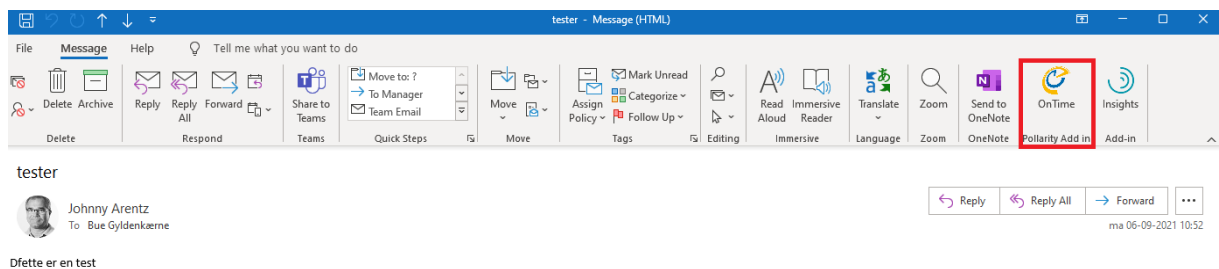 tester - Message (HTML)
File Message Help Tell me what you want to do
Delete Archive
Reply Reply All Forward
Share to Teams
Move to: ?
To Manager
Team Email
Move
Assign Policy
Mark Unread
Categorize
Follow Up
Read Aloud Immersive Reader
Translate
Zoom
Send to OneNote
OnTime
Insights
Delete Respond Teams Quick Steps Move Tags Editing Immersive Language Zoom OneNote Pollarity Add in Add-in
tester
Johnny Arentz
To Bue Gyldenkærne
Reply Reply All Forward
ma 06-09-2021 10:52
Dfette er en test